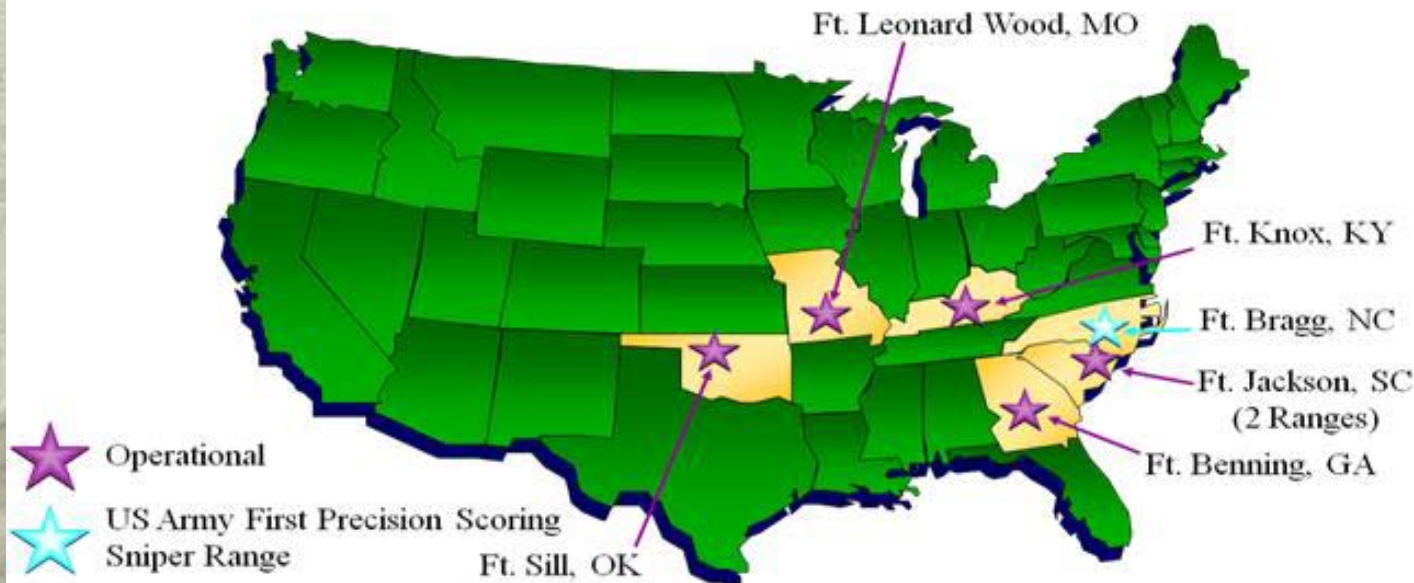 Ft. Leonard Wood, MO
Ft. Knox, KY
Ft. Bragg, NC
Ft. Jackson, SC
(2 Ranges)
Ft. Benning, GA
Operational
US Army First Precision Scoring
Sniper Range
Ft. Sill, OK